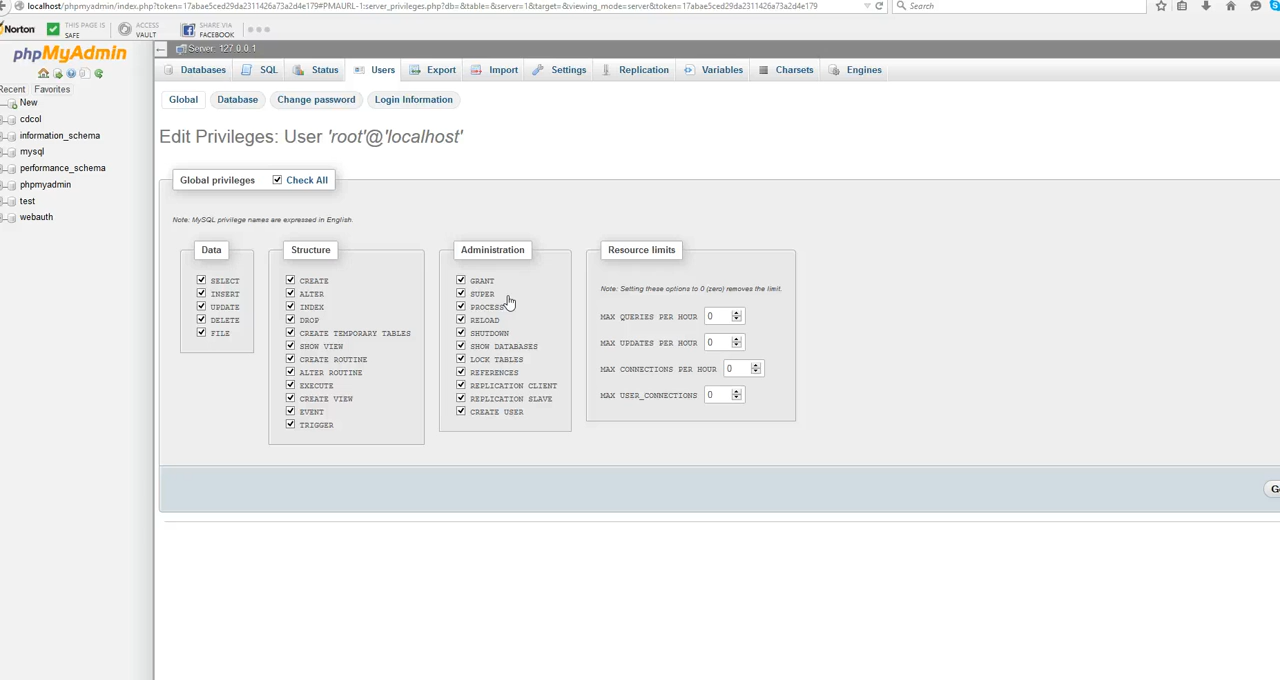 localhost/phpmyadmin/index.php?token=17abae5ced29da2311426a73a2d4e179#PMAURL-1:server_privileges.php?db=&table=&server=1&target=&viewing_mode=server&token=17abae5ced29da2311426a73a2d4e179
Search
Norton
THIS PAGE IS SAFE
ACCESS VAULT
SHARE VIA FACEBOOK
phpMyAdmin
Server: 127.0.0.1
Databases SQL Status Users Export Import Settings Replication Variables Charsets Engines
Recent Favorites
New
cdcol
information_schema
mysql
performance_schema
phpmyadmin
test
webauth
Global Database Change password Login Information
Edit Privileges: User 'root'@'localhost'
Global privileges Check All
Note: MySQL privilege names are expressed in English.
Data
SELECT
INSERT
UPDATE
DELETE
FILE
Structure
CREATE
ALTER
INDEX
DROP
CREATE TEMPORARY TABLES
SHOW VIEW
CREATE ROUTINE
ALTER ROUTINE
EXECUTE
CREATE VIEW
EVENT
TRIGGER
Administration
GRANT
SUPER
PROCESS
RELOAD
SHUTDOWN
SHOW DATABASES
LOCK TABLES
REFERENCES
REPLICATION CLIENT
REPLICATION SLAVE
CREATE USER
Resource limits
Note: Setting these options to 0 (zero) removes the limit.
MAX QUERIES PER HOUR 0
MAX UPDATES PER HOUR 0
MAX CONNECTIONS PER HOUR 0
MAX USER_CONNECTIONS 0